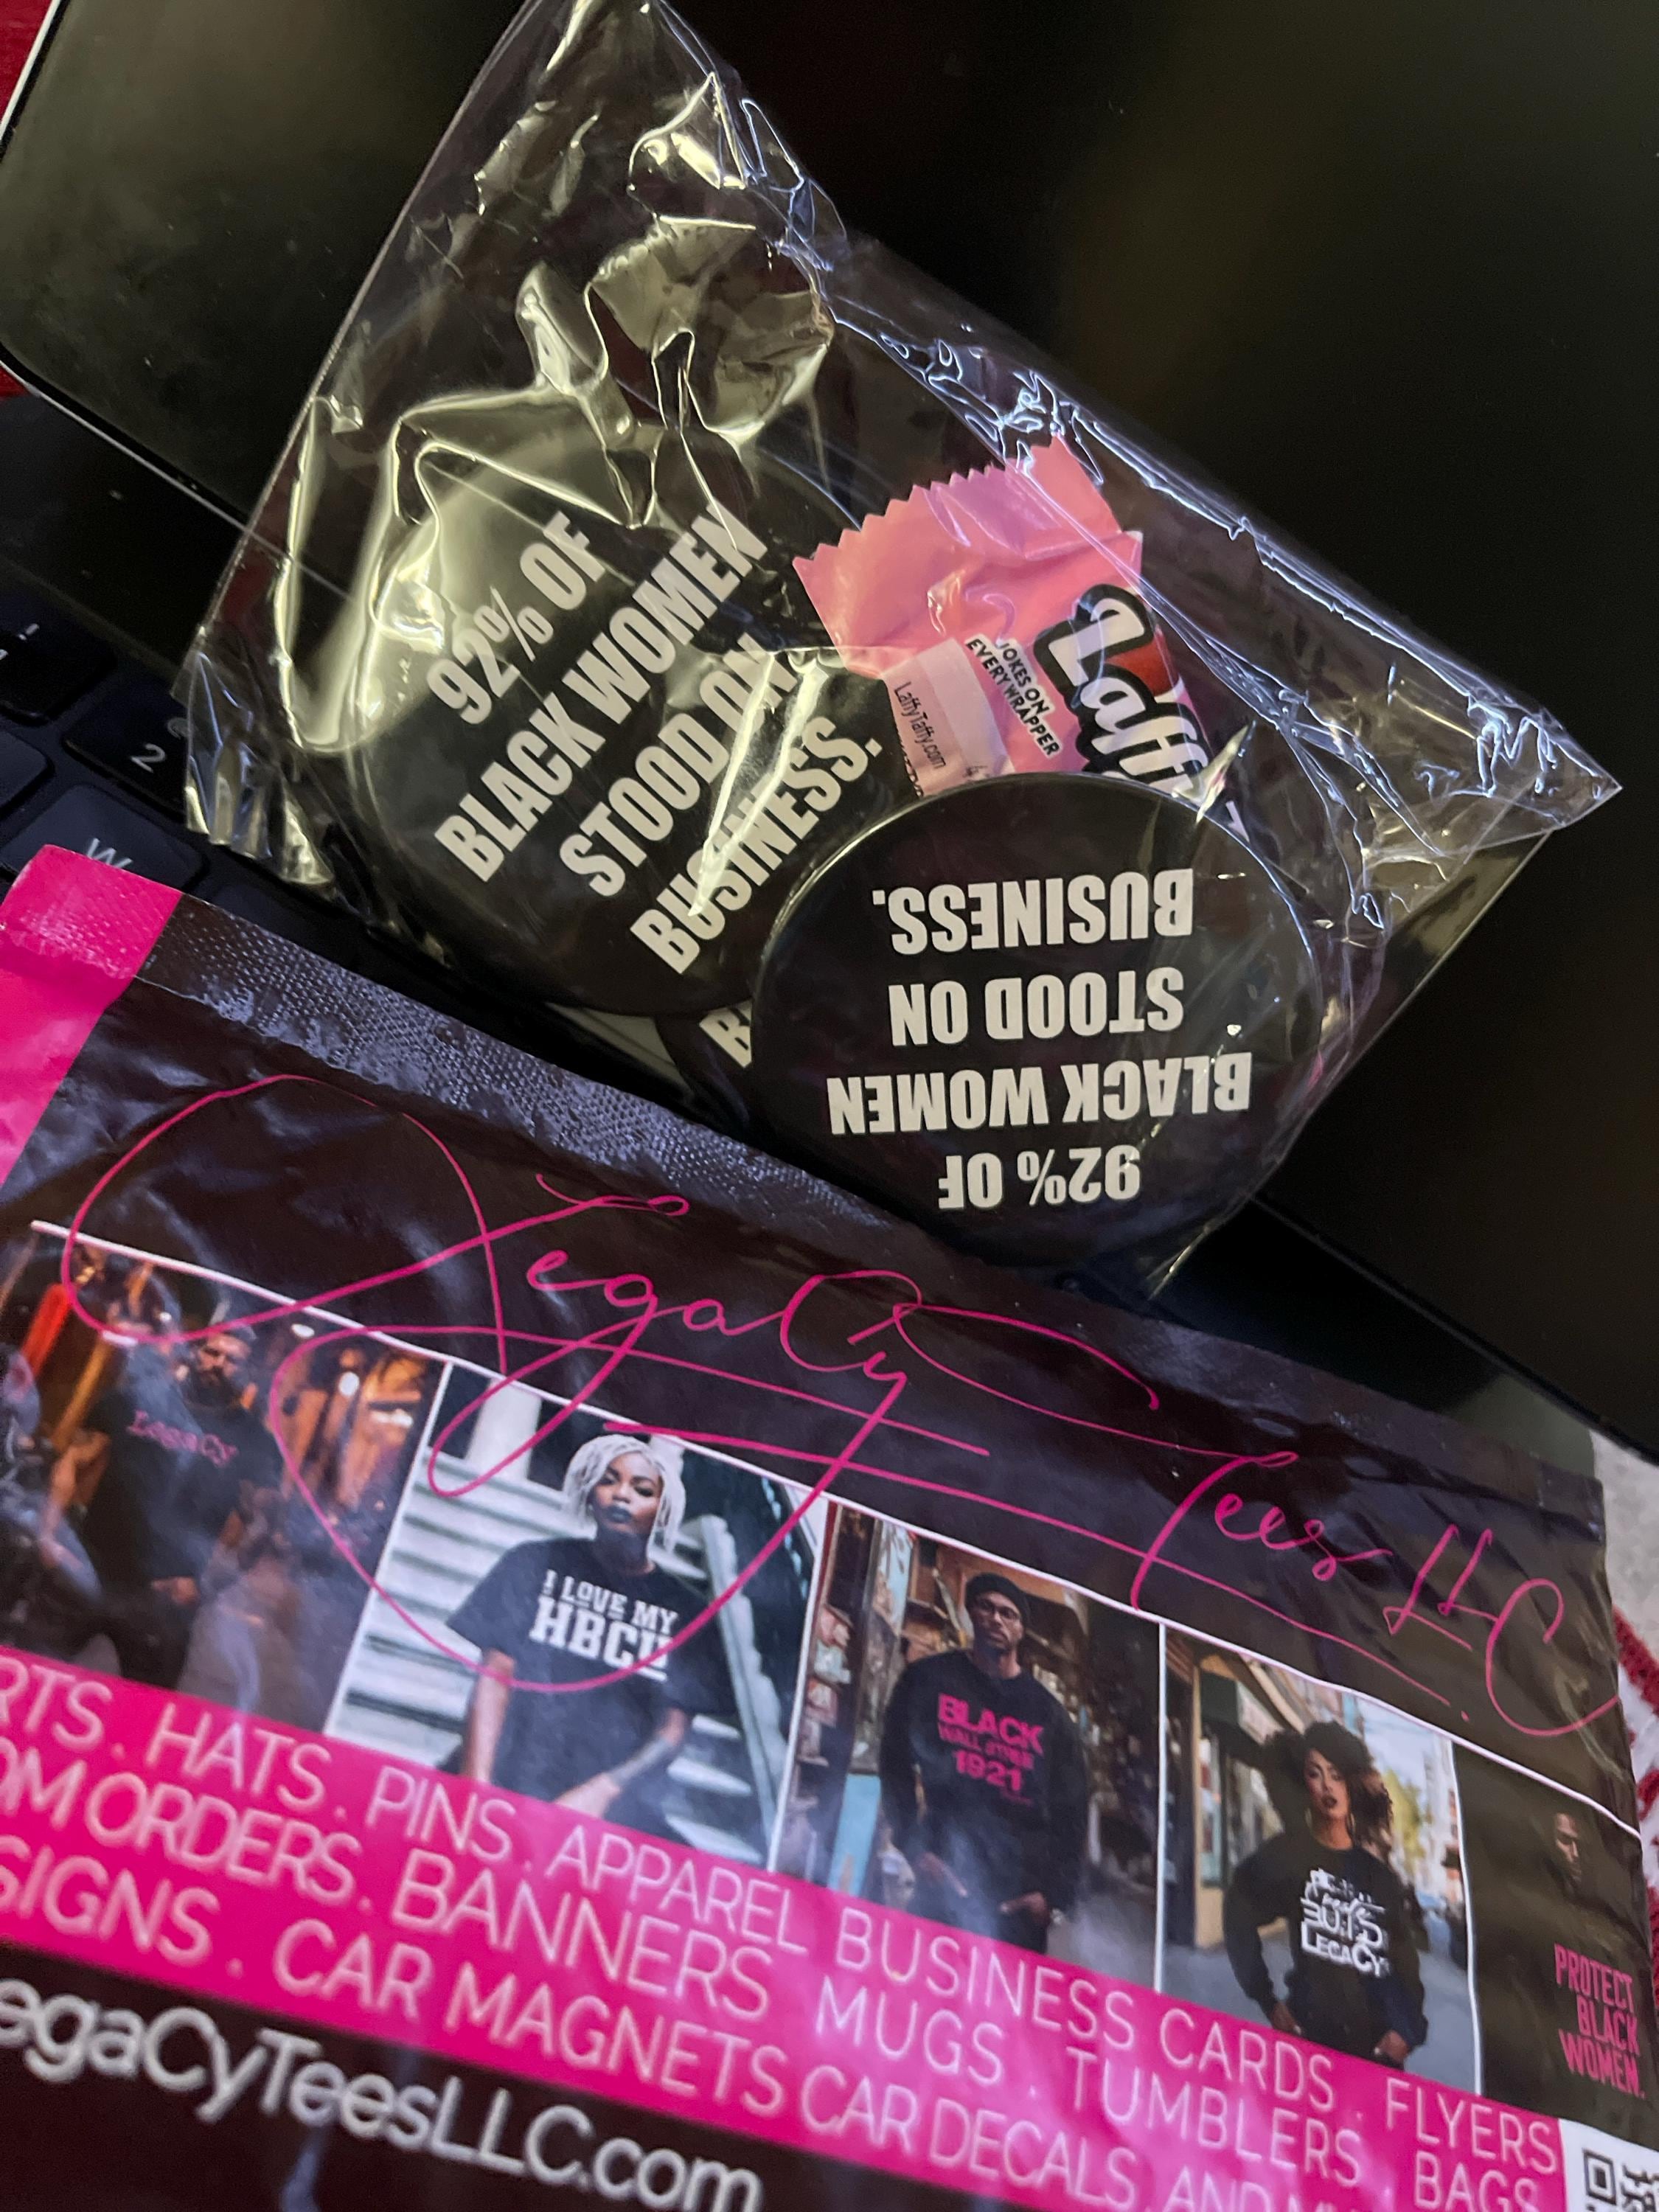 92% OF
BLACK WOMEN
STOOD ON
BUSINESS.
JOKES ON
EVERY WRAPPER
LaffyTaffy.com
Laffy
92% OF
BLACK WOMEN
STOOD ON
BUSINESS.
B
2
W
LegaCy Tees LLC
LegaCy
I LOVE MY
HBCU
BLACK
WALL STREET
1921
LEGACY
PROTECT
BLACK
WOMEN.
RTS . HATS . PINS . APPAREL BUSINESS CARDS . FLYERS
OM ORDERS . BANNERS MUGS . TUMBLERS . BAGS
SIGNS . CAR MAGNETS CAR DECALS, AND
egaCyTeesLLC.com